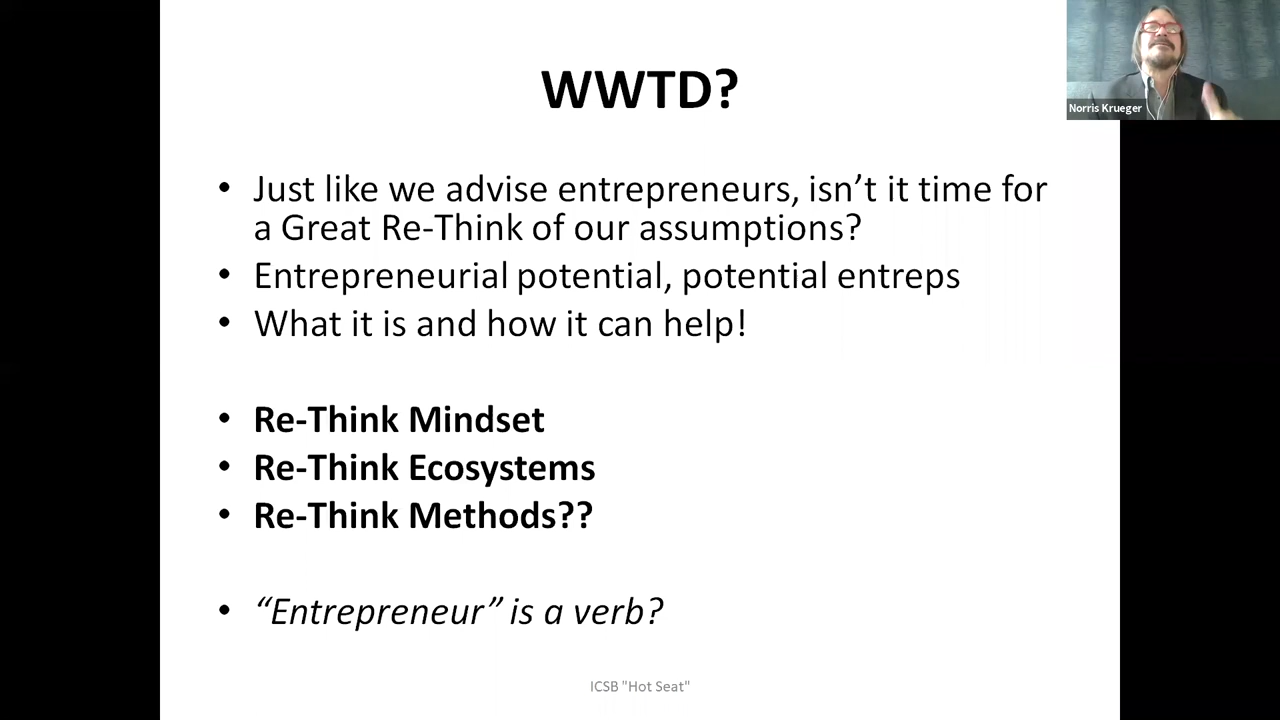 WWTD?
Norris Krueger
• Just like we advise entrepreneurs, isn’t it time for
a Great Re-Think of our assumptions?
• Entrepreneurial potential, potential entreps
• What it is and how it can help!
• Re-Think Mindset
• Re-Think Ecosystems
• Re-Think Methods??
• “Entrepreneur” is a verb?
ICSB "Hot Seat"